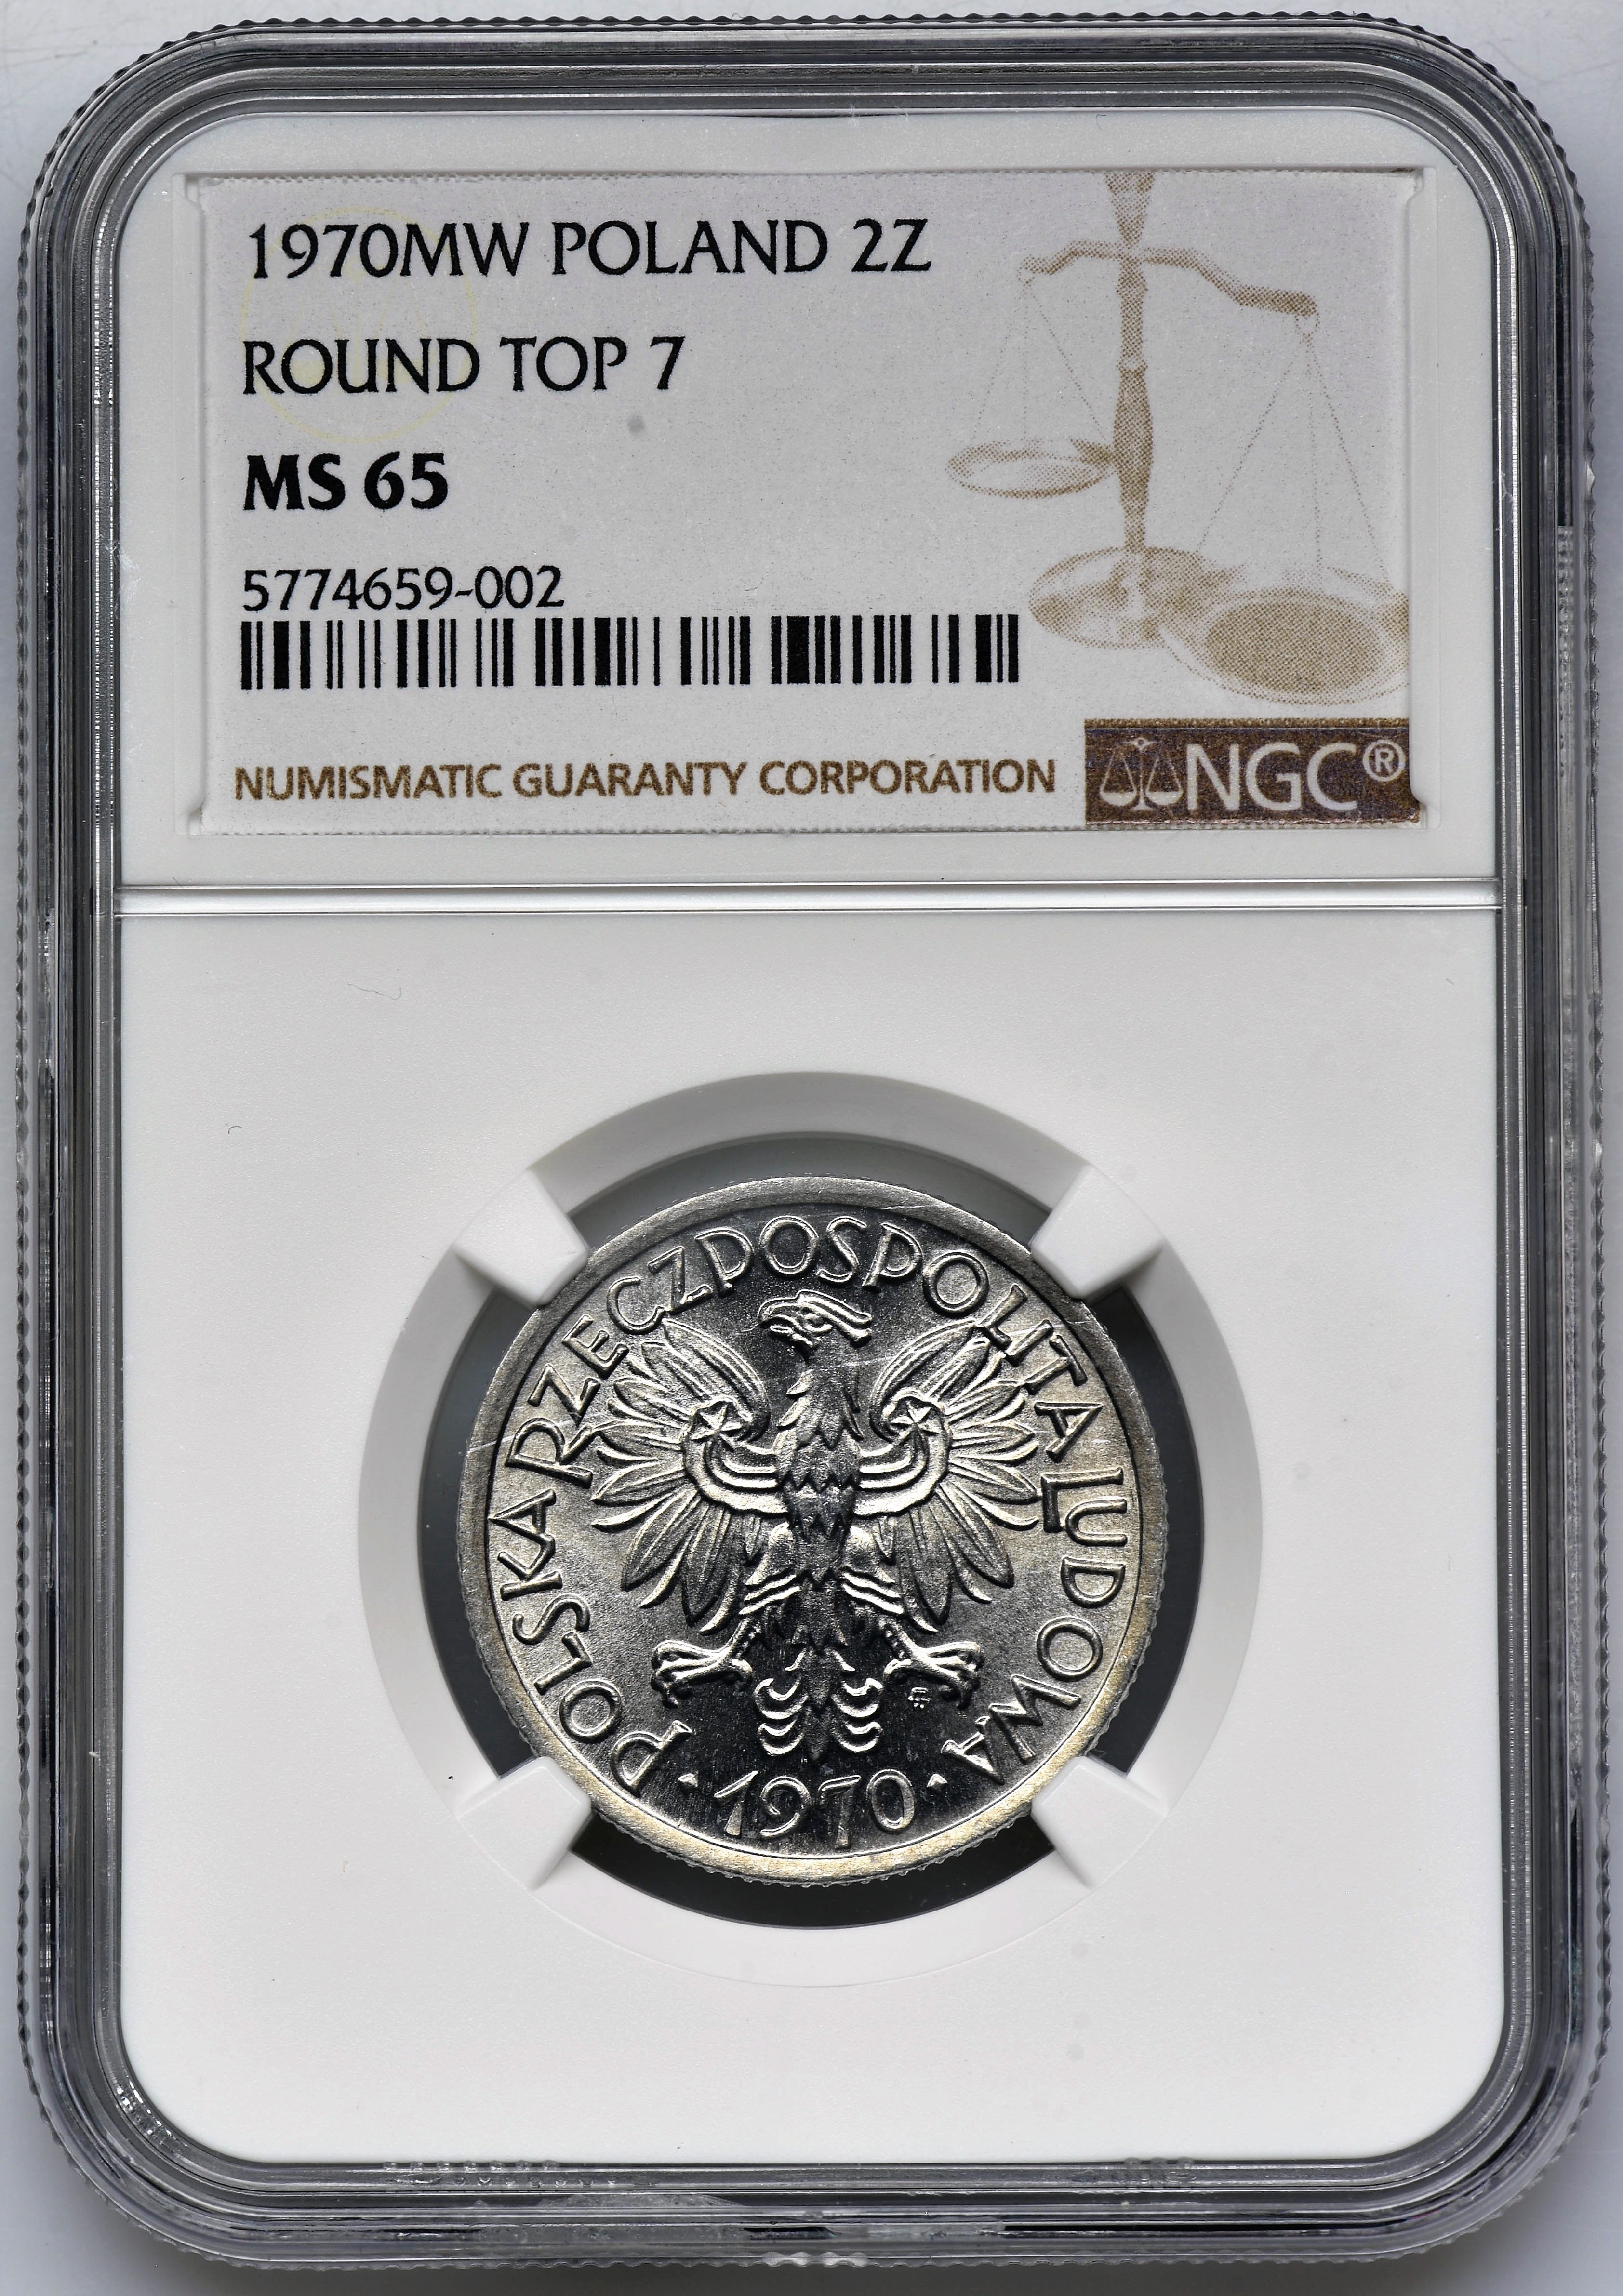 1970MW POLAND 2Z
ROUND TOP 7
MS 65
5774659-002
NUMISMATIC GUARANTY CORPORATION
NGC®
POLSKA RZECZPOSPOLITA LUDOWA
· 1970 ·